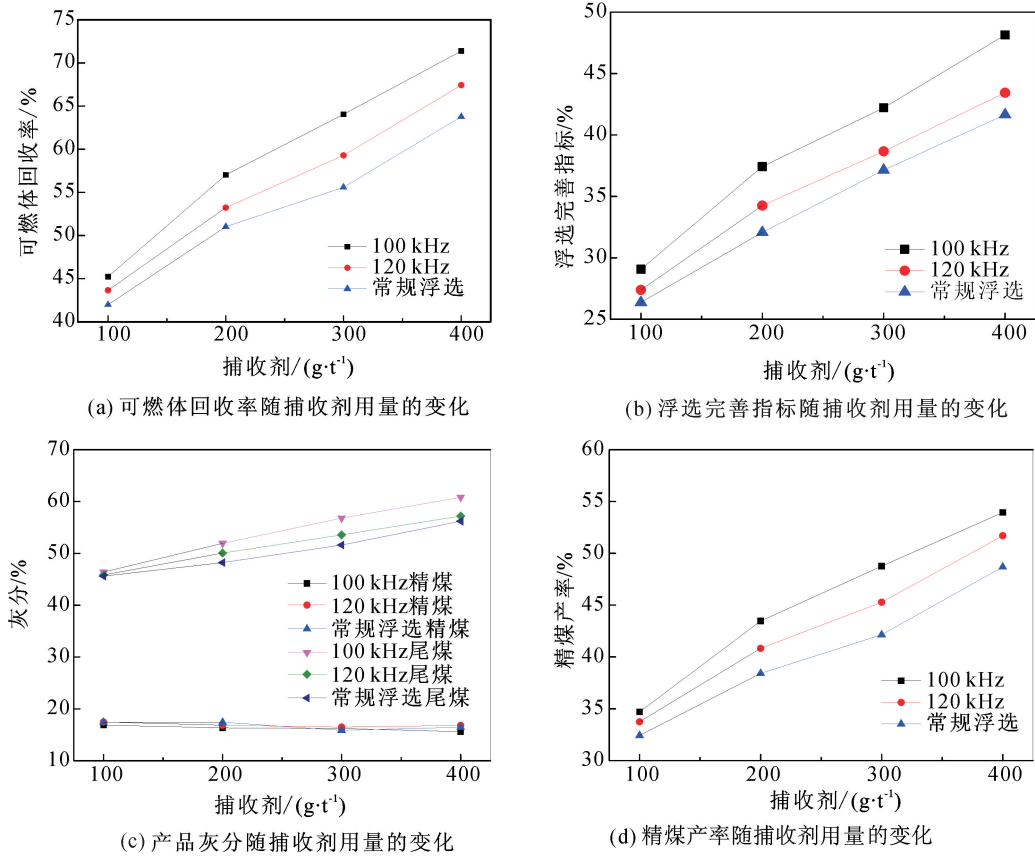 75
70
65
60
55
50
45
40
可燃体回收率/%
100 kHz
120 kHz
常规浮选
100 200 300 400
捕收剂/(g·t⁻¹)
(a) 可燃体回收率随捕收剂用量的变化
50
45
40
35
30
25
浮选完善指标/%
100 kHz
120 kHz
常规浮选
100 200 300 400
捕收剂/(g·t⁻¹)
(b) 浮选完善指标随捕收剂用量的变化
70
60
50
40
30
20
10
灰分/%
100 kHz精煤
120 kHz精煤
常规浮选精煤
100 kHz尾煤
120 kHz尾煤
常规浮选尾煤
100 200 300 400
捕收剂/(g·t⁻¹)
(c) 产品灰分随捕收剂用量的变化
60
55
50
45
40
35
30
精煤产率/%
100 kHz
120 kHz
常规浮选
100 200 300 400
捕收剂/(g·t⁻¹)
(d) 精煤产率随捕收剂用量的变化